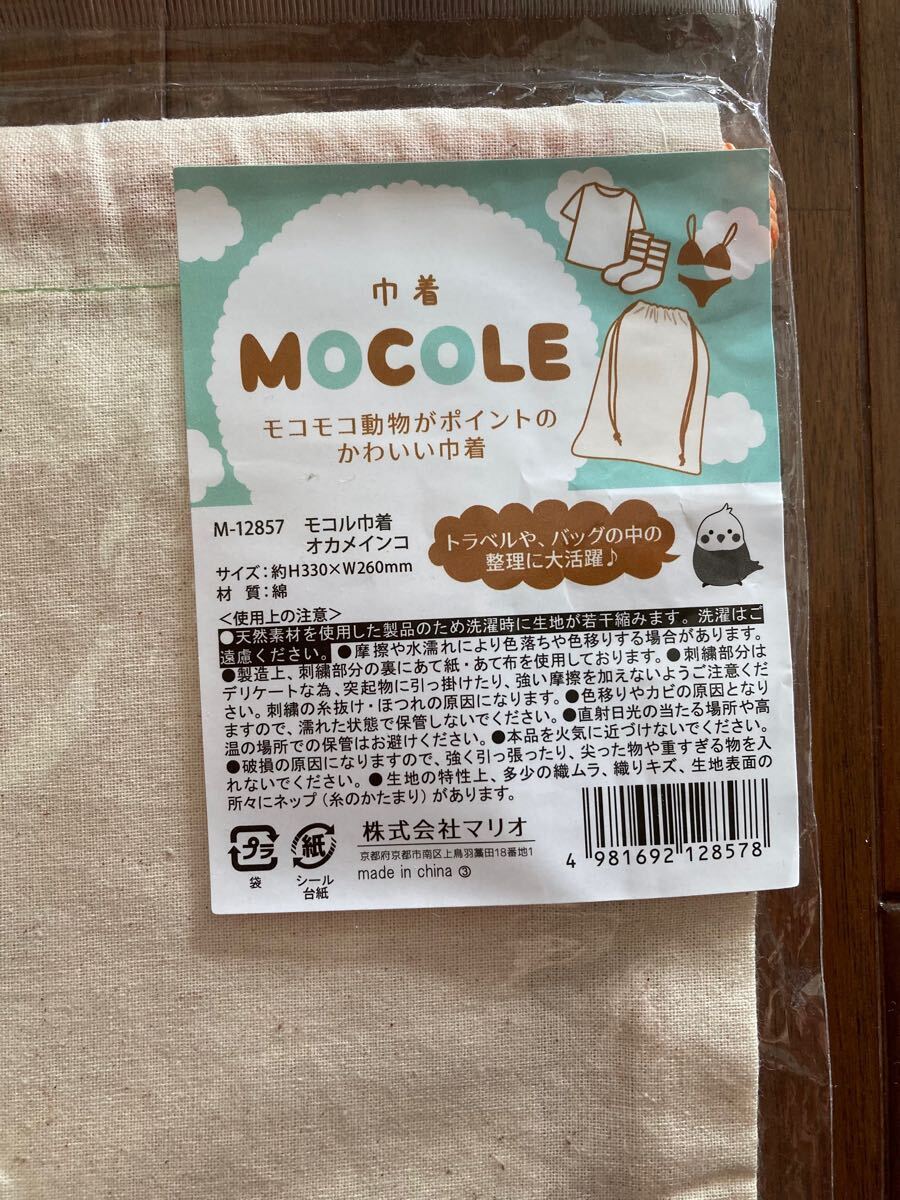 巾着
MOCOLE
モコモコ動物がポイントの
かわいい巾着
M-12857 モコル巾着
オカメインコ
サイズ：約H330×W260mm
材 質：綿
トラベルや、バッグの中の
整理に大活躍♪
＜使用上の注意＞
●天然素材を使用した製品のため洗濯時に生地が若干縮みます。洗濯はご
遠慮ください。●摩擦や水濡れにより色落ちや色移りする場合があります。
●製造上、刺繍部分の裏にあて紙・あて布を使用しております。●刺繍部分は
デリケートな為、突起物に引っ掛けたり、強い摩擦を加えないようご注意くだ
さい。刺繍の糸抜け・ほつれの原因になります。●色移りやカビの原因となり
ますので、濡れた状態で保管しないでください。●直射日光の当たる場所や高
温の場所での保管はお避けください。●本品を火気に近づけないでください。
●破損の原因になりますので、強く引っ張ったり、尖った物や重すぎる物を入
れないでください。●生地の特性上、多少の織ムラ、織りキズ、生地表面の
所々にネップ（糸のかたまり）があります。
プラ
袋
紙
シール
台紙
株式会社マリオ
京都府京都市南区上鳥羽藁田18番地1
made in china ③
4 981692 128578